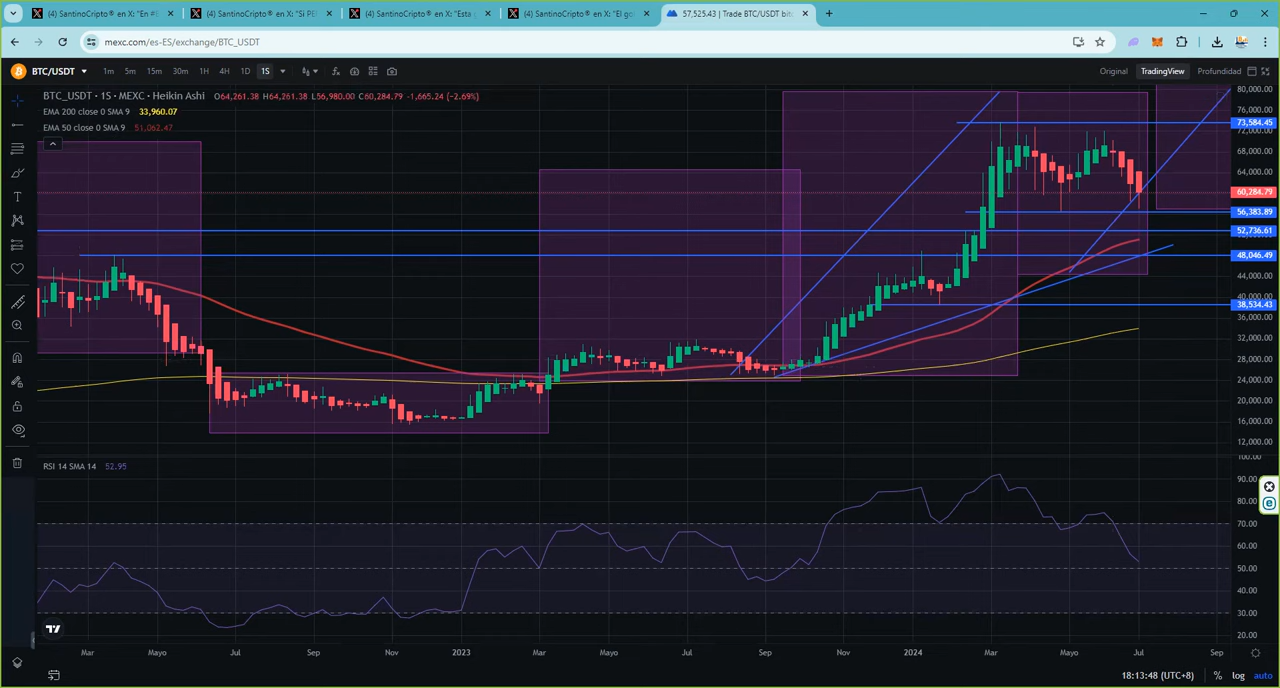 (4) SantinoCripto® en X: "En #B
(4) SantinoCripto® en X: "Si PE
(4) SantinoCripto® en X: "Esta g
(4) SantinoCripto® en X: "El gol
57,525.43 | Trade BTC/USDT bitc
mexc.com/es-ES/exchange/BTC_USDT
BTC/USDT 1m 5m 15m 30m 1H 4H 1D 1S Original TradingView Profundidad
BTC_USDT · 1S · MEXC · Heikin Ashi O64,261.38 H64,261.38 L56,980.00 C60,284.79 -1,665.24 (-2.69%)
EMA 200 close 0 SMA 9 33,960.07
EMA 50 close 0 SMA 9 51,062.47
80,000.00
76,000.00
73,584.45
72,000.00
68,000.00
64,000.00
60,284.79
56,383.89
52,736.61
48,046.49
44,000.00
40,000.00
38,534.43
36,000.00
32,000.00
28,000.00
24,000.00
20,000.00
16,000.00
12,000.00
RSI 14 SMA 14 52.95
100.00
90.00
80.00
70.00
60.00
50.00
40.00
30.00
20.00
Mar Mayo Jul Sep Nov 2023 Mar Mayo Jul Sep Nov 2024 Mar Mayo Jul Sep
18:13:48 (UTC+8) % log auto